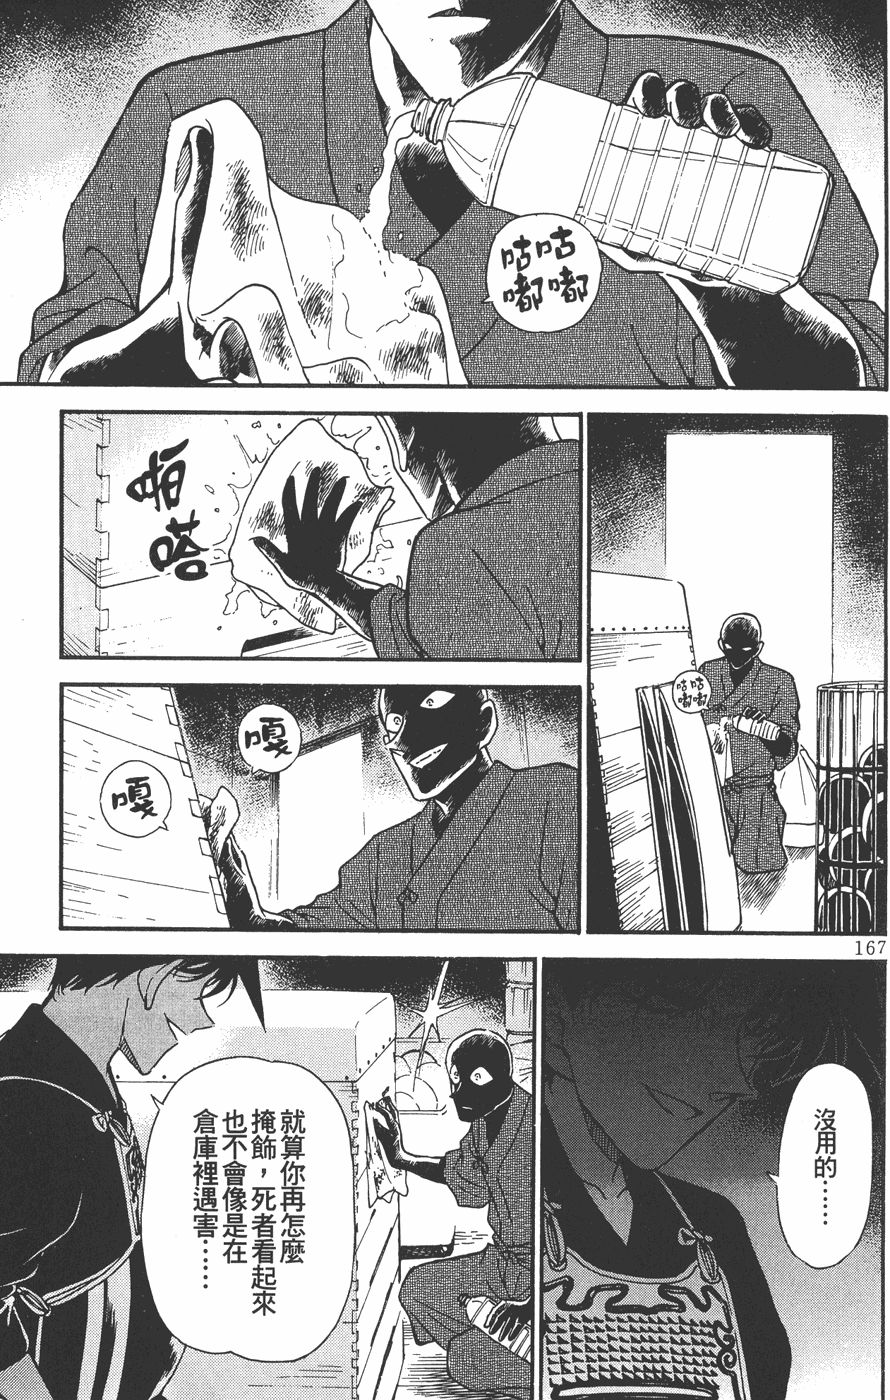 咕咕
嘟嘟
咕咕
嘟嘟
啪
嗒
嘎
嘎
167
沒用的……
就算你再怎麼
掩飾，死者看起來
也不會像是在
倉庫裡遇害……